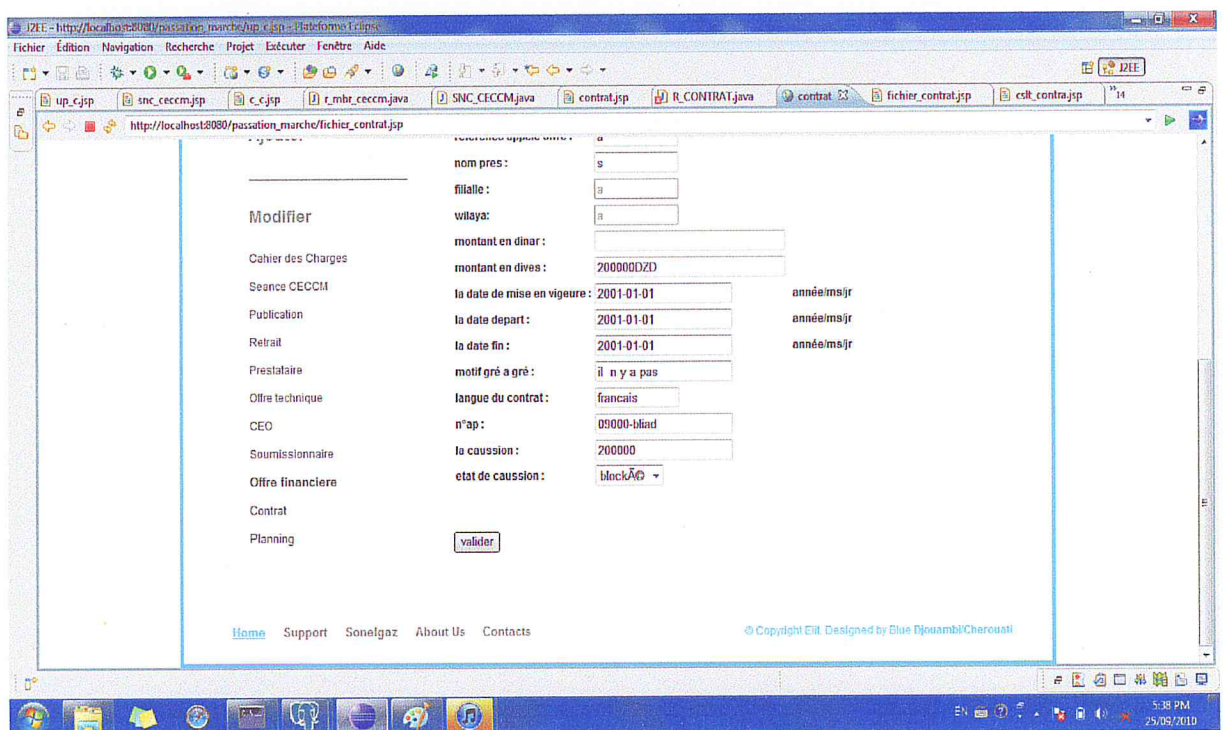 J2EE - http://localhost:8080/passation_marche/up_c.jsp - Plateforme Eclipse
Fichier Édition Navigation Recherche Projet Exécuter Fenêtre Aide
J2EE
up_c.jsp snc_ceccm.jsp c_c.jsp r_mbr_ceccm.java SNC_CECCM.java contrat.jsp R_CONTRAT.java contrat fichier_contrat.jsp cslt_contra.jsp 14
http://localhost:8080/passation_marche/fichier_contrat.jsp
a
nom pres : s
filialle : a
Modifier
wilaya: a
montant en dinar :
Cahier des Charges
montant en dives : 200000DZD
Seance CECCM
la date de mise en vigeure : 2001-01-01 année/ms/jr
Publication
la date depart : 2001-01-01 année/ms/jr
Retrait
la date fin : 2001-01-01 année/ms/jr
Prestataire
motif gré a gré : il n y a pas
Offre technique
langue du contrat : francais
CEO
n°ap : 09000-bliad
Soumissionnaire
la caussion : 200000
Offre financiere
etat de caussion : blockÃ©
Contrat
Planning
valider
Home Support Sonelgaz About Us Contacts
© Copyright Elit. Designed by Blue Djouambi/Cherouati
EN
5:38 PM
25/09/2010